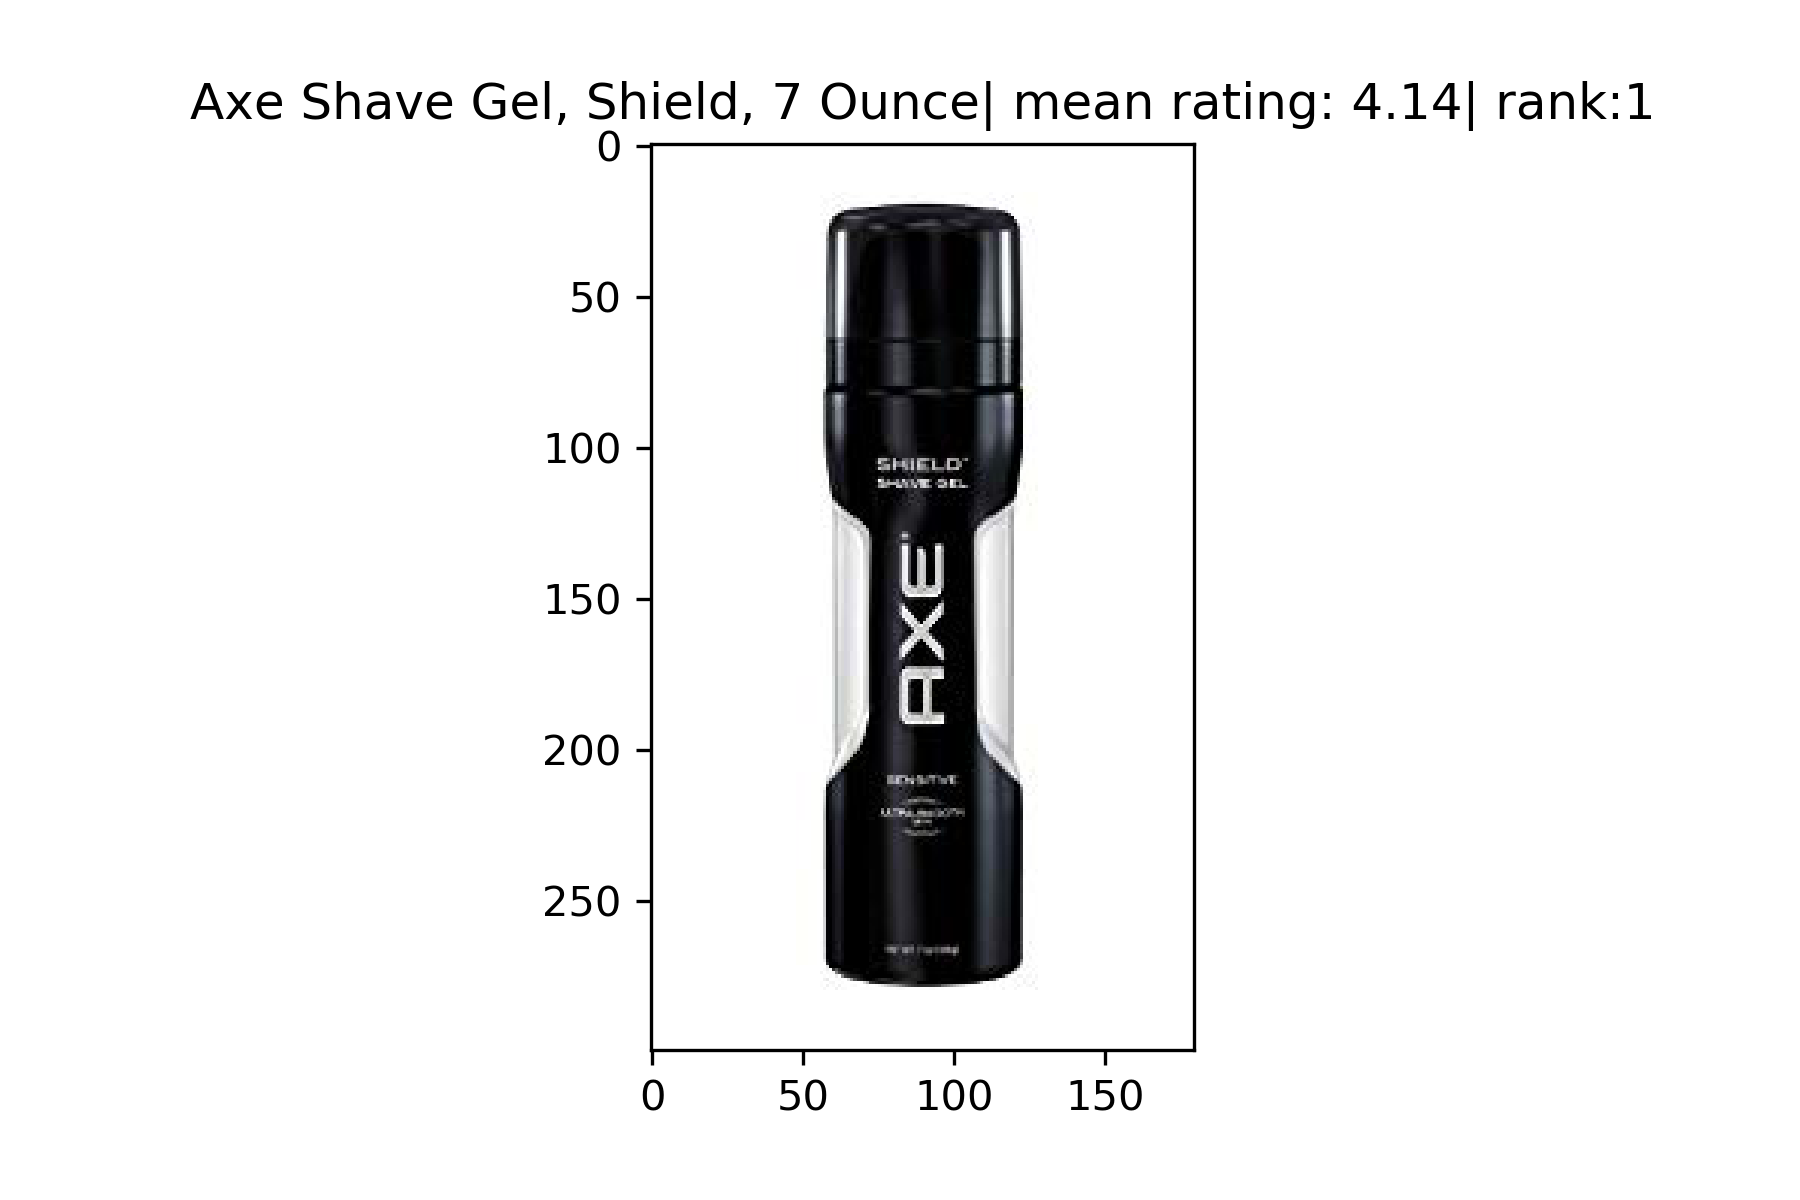 Axe Shave Gel, Shield, 7 Ounce| mean rating: 4.14| rank:1
0
50
100
150
200
250
SHIELD™
SHAVE GEL
AXE
SENSITIVE
0 50 100 150